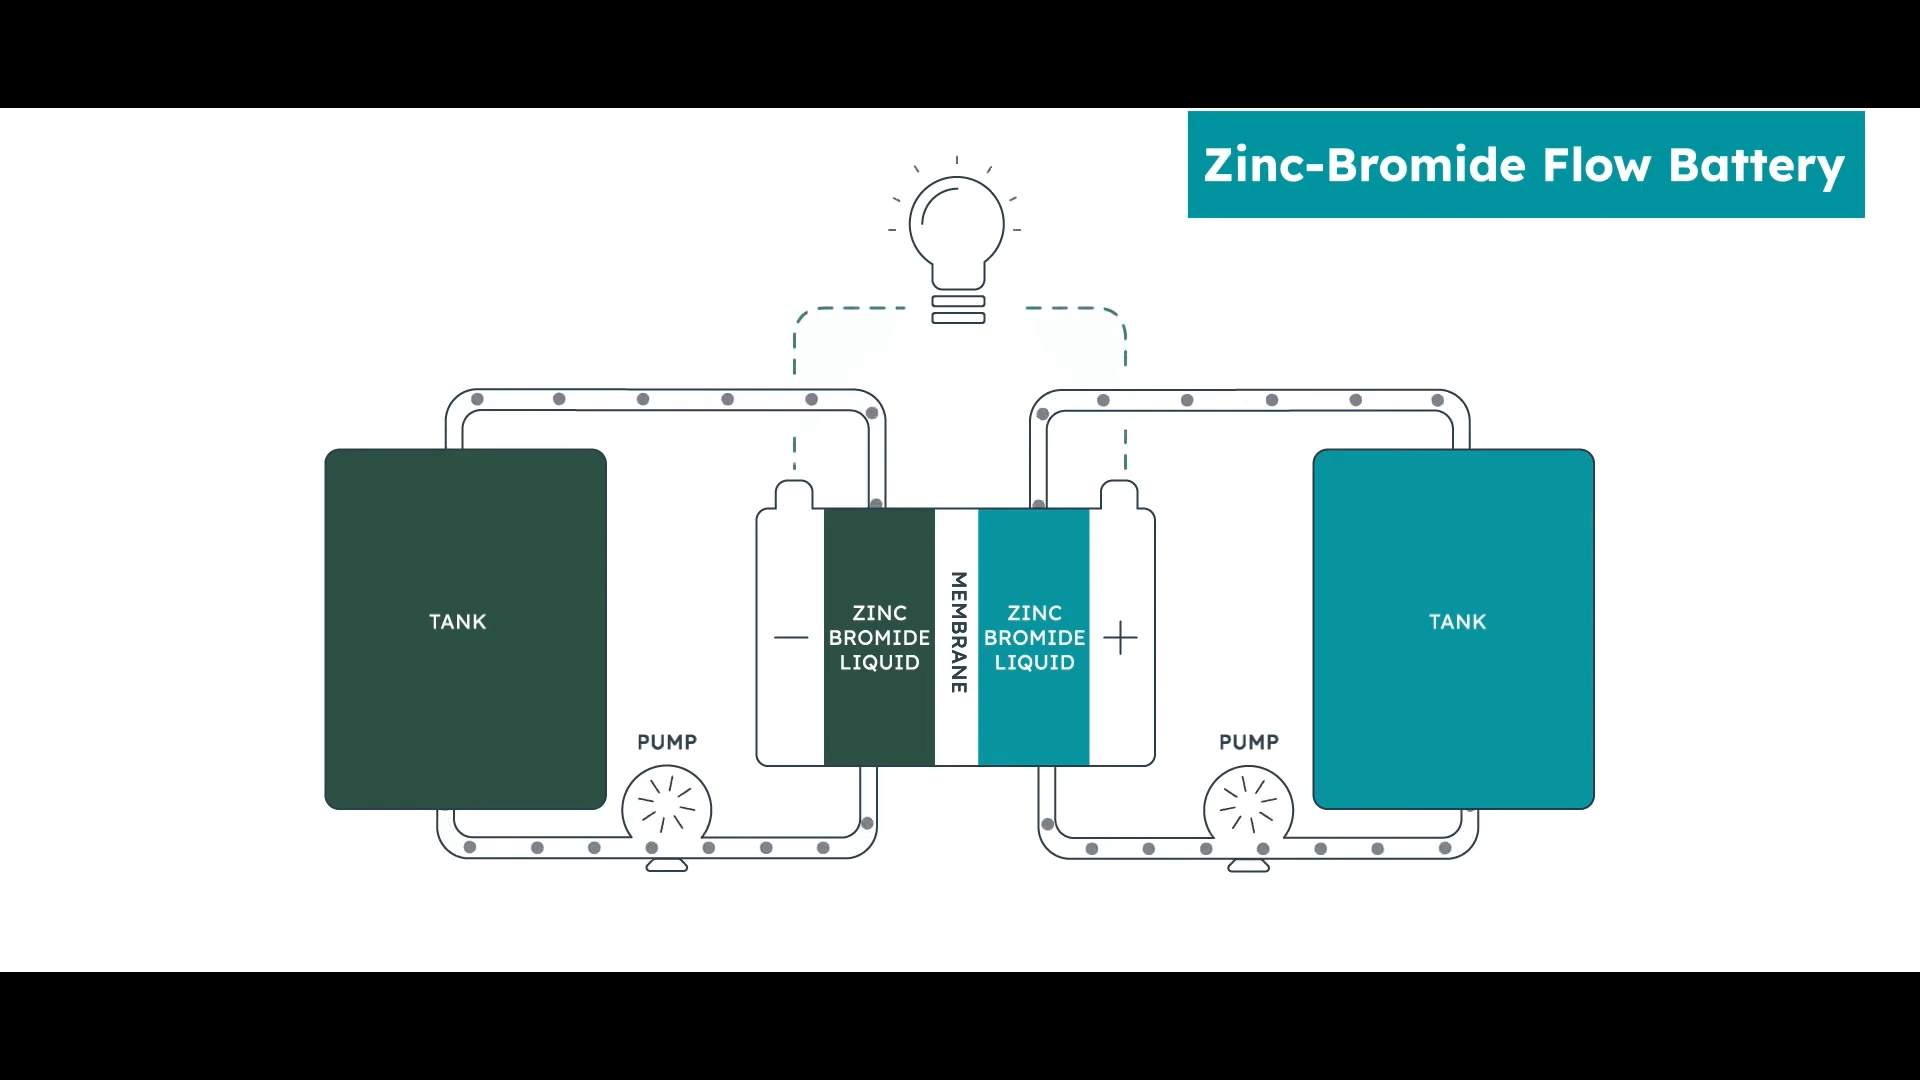 Zinc-Bromide Flow Battery
TANK
ZINC
BROMIDE
LIQUID
MEMBRANE
ZINC
BROMIDE
LIQUID
TANK
PUMP
PUMP